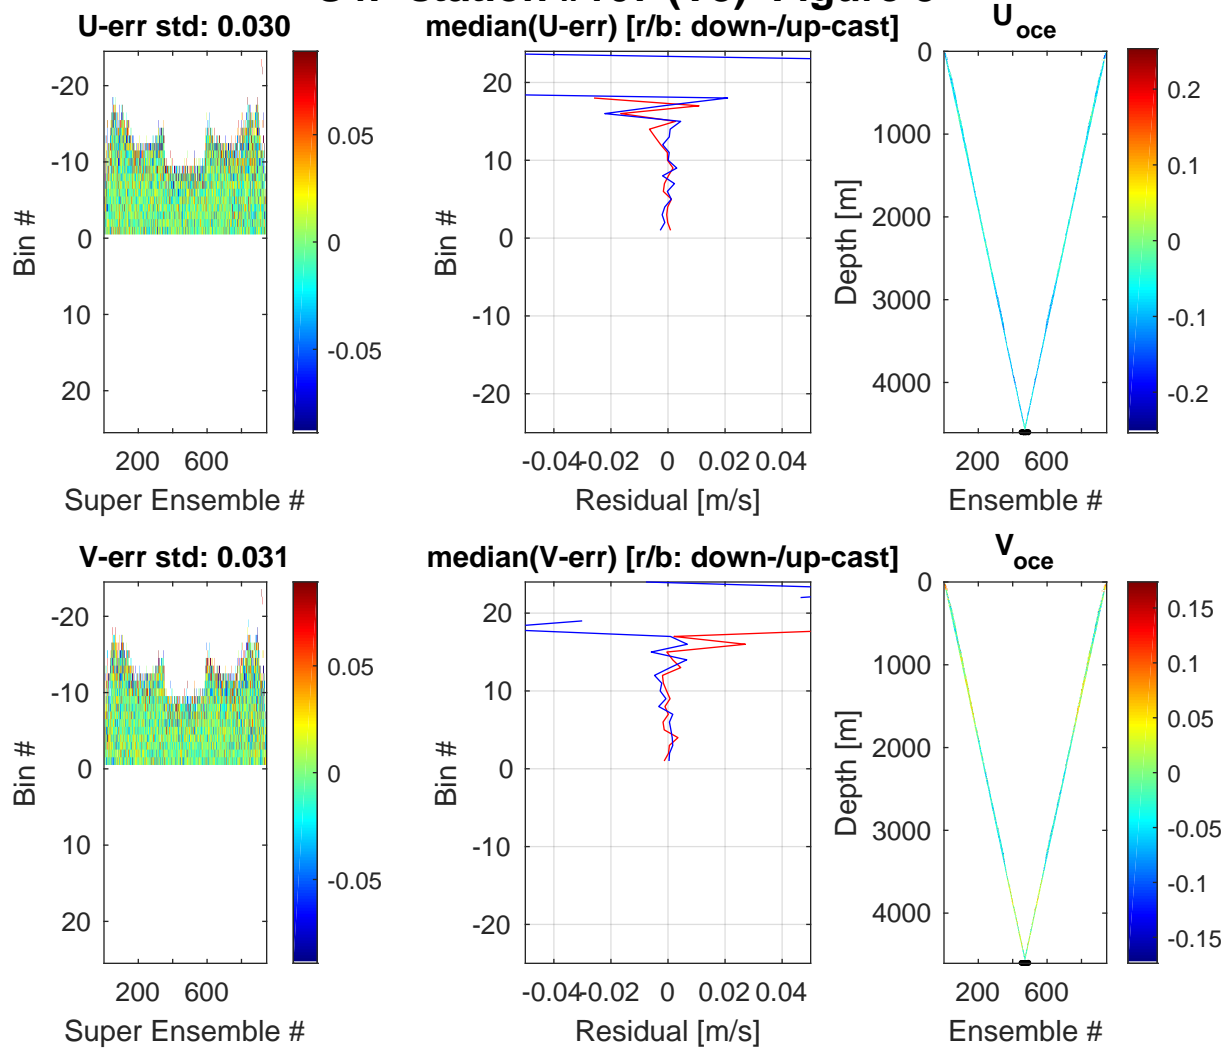 U-err std: 0.030
-20
-10
0
10
20
Bin #
200 600
Super Ensemble #
0.05
0
-0.05
median(U-err) [r/b: down-/up-cast]
20
10
0
-10
-20
Bin #
-0.04 -0.02 0 0.02 0.04
Residual [m/s]
Uoce
0
1000
2000
3000
4000
Depth [m]
200 600
Ensemble #
0.2
0.1
0
-0.1
-0.2
V-err std: 0.031
-20
-10
0
10
20
Bin #
200 600
Super Ensemble #
0.05
0
-0.05
median(V-err) [r/b: down-/up-cast]
20
10
0
-10
-20
Bin #
-0.04 -0.02 0 0.02 0.04
Residual [m/s]
Voce
0
1000
2000
3000
4000
Depth [m]
200 600
Ensemble #
0.15
0.1
0.05
0
-0.05
-0.1
-0.15